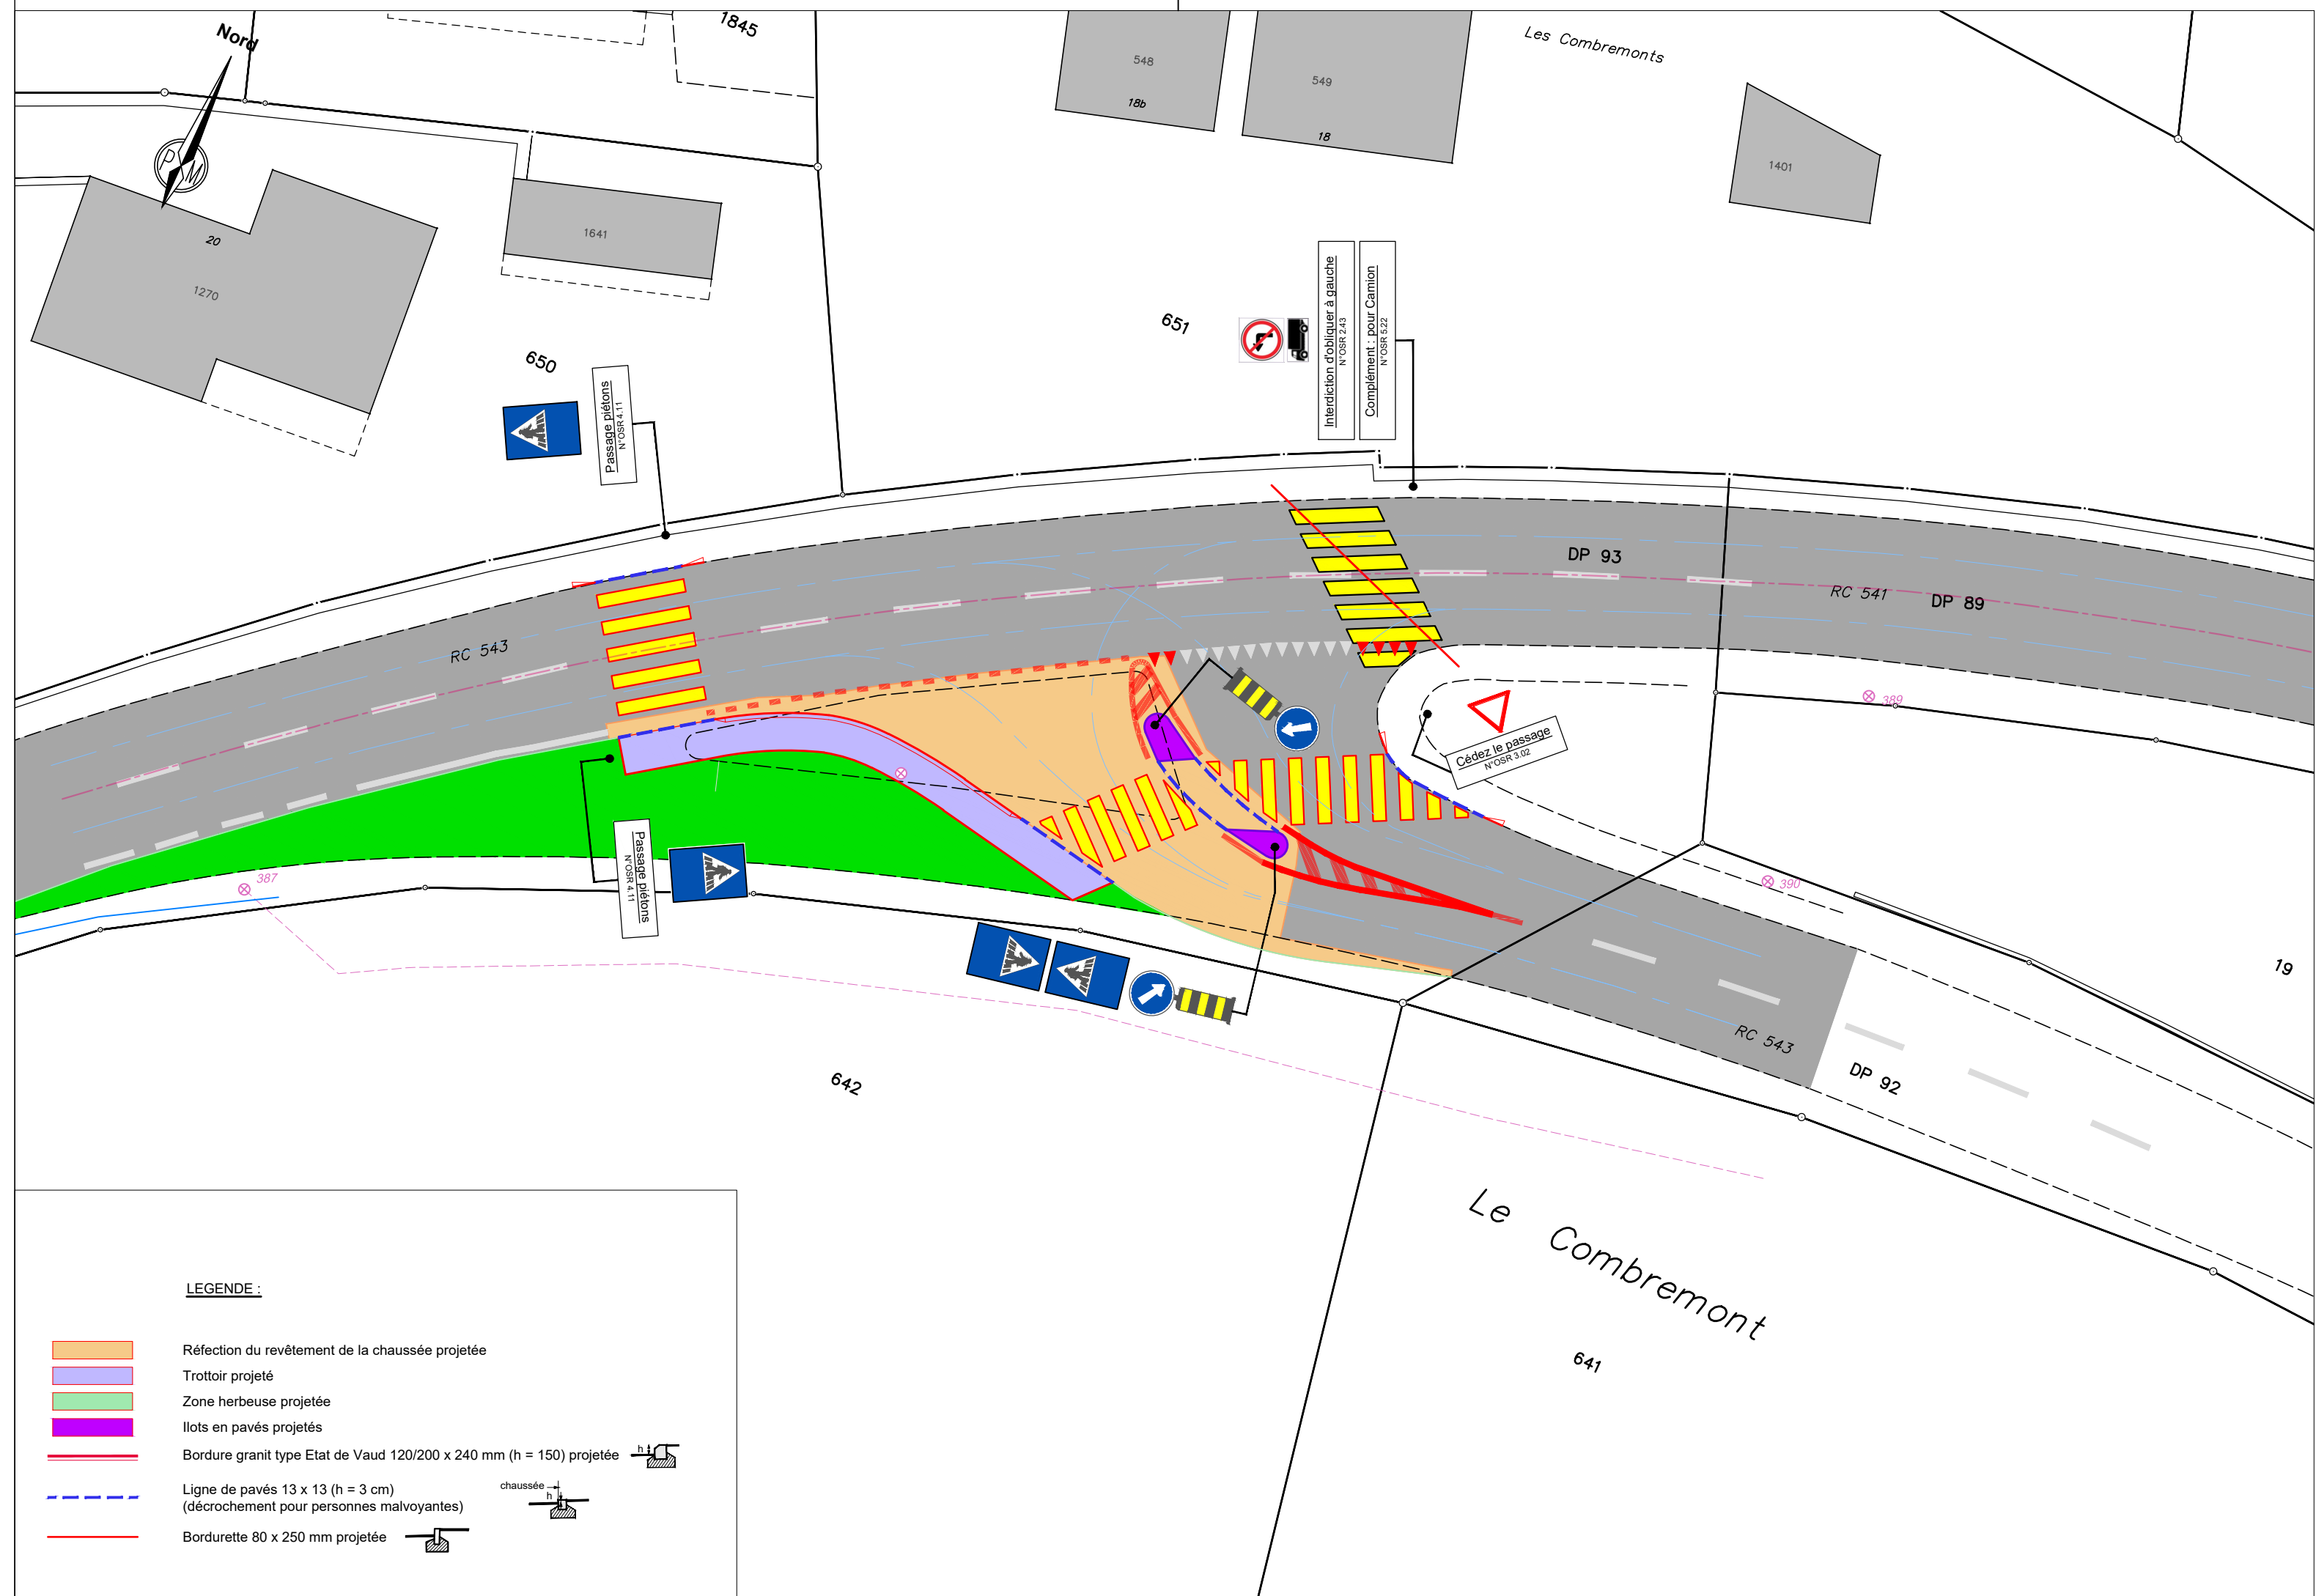 Nord
P
M
1845
548
18b
549
18
Les Combremonts
1401
20
1270
1641
650
651
Passage piétons
N°OSR 4.11
Interdiction d'obliquer à gauche
N°OSR 2.43
Complément : pour Camion
N°OSR 5.22
DP 93
RC 541
DP 89
RC 543
389
Cédez le passage
N°OSR 3.02
387
Passage piétons
N°OSR 4.11
390
19
RC 543
DP 92
642
Le Combremont
641
LEGENDE :
Réfection du revêtement de la chaussée projetée
Trottoir projeté
Zone herbeuse projetée
Ilots en pavés projetés
Bordure granit type Etat de Vaud 120/200 x 240 mm (h = 150) projetée
h
Ligne de pavés 13 x 13 (h = 3 cm)
(décrochement pour personnes malvoyantes)
chaussée
h
Bordurette 80 x 250 mm projetée